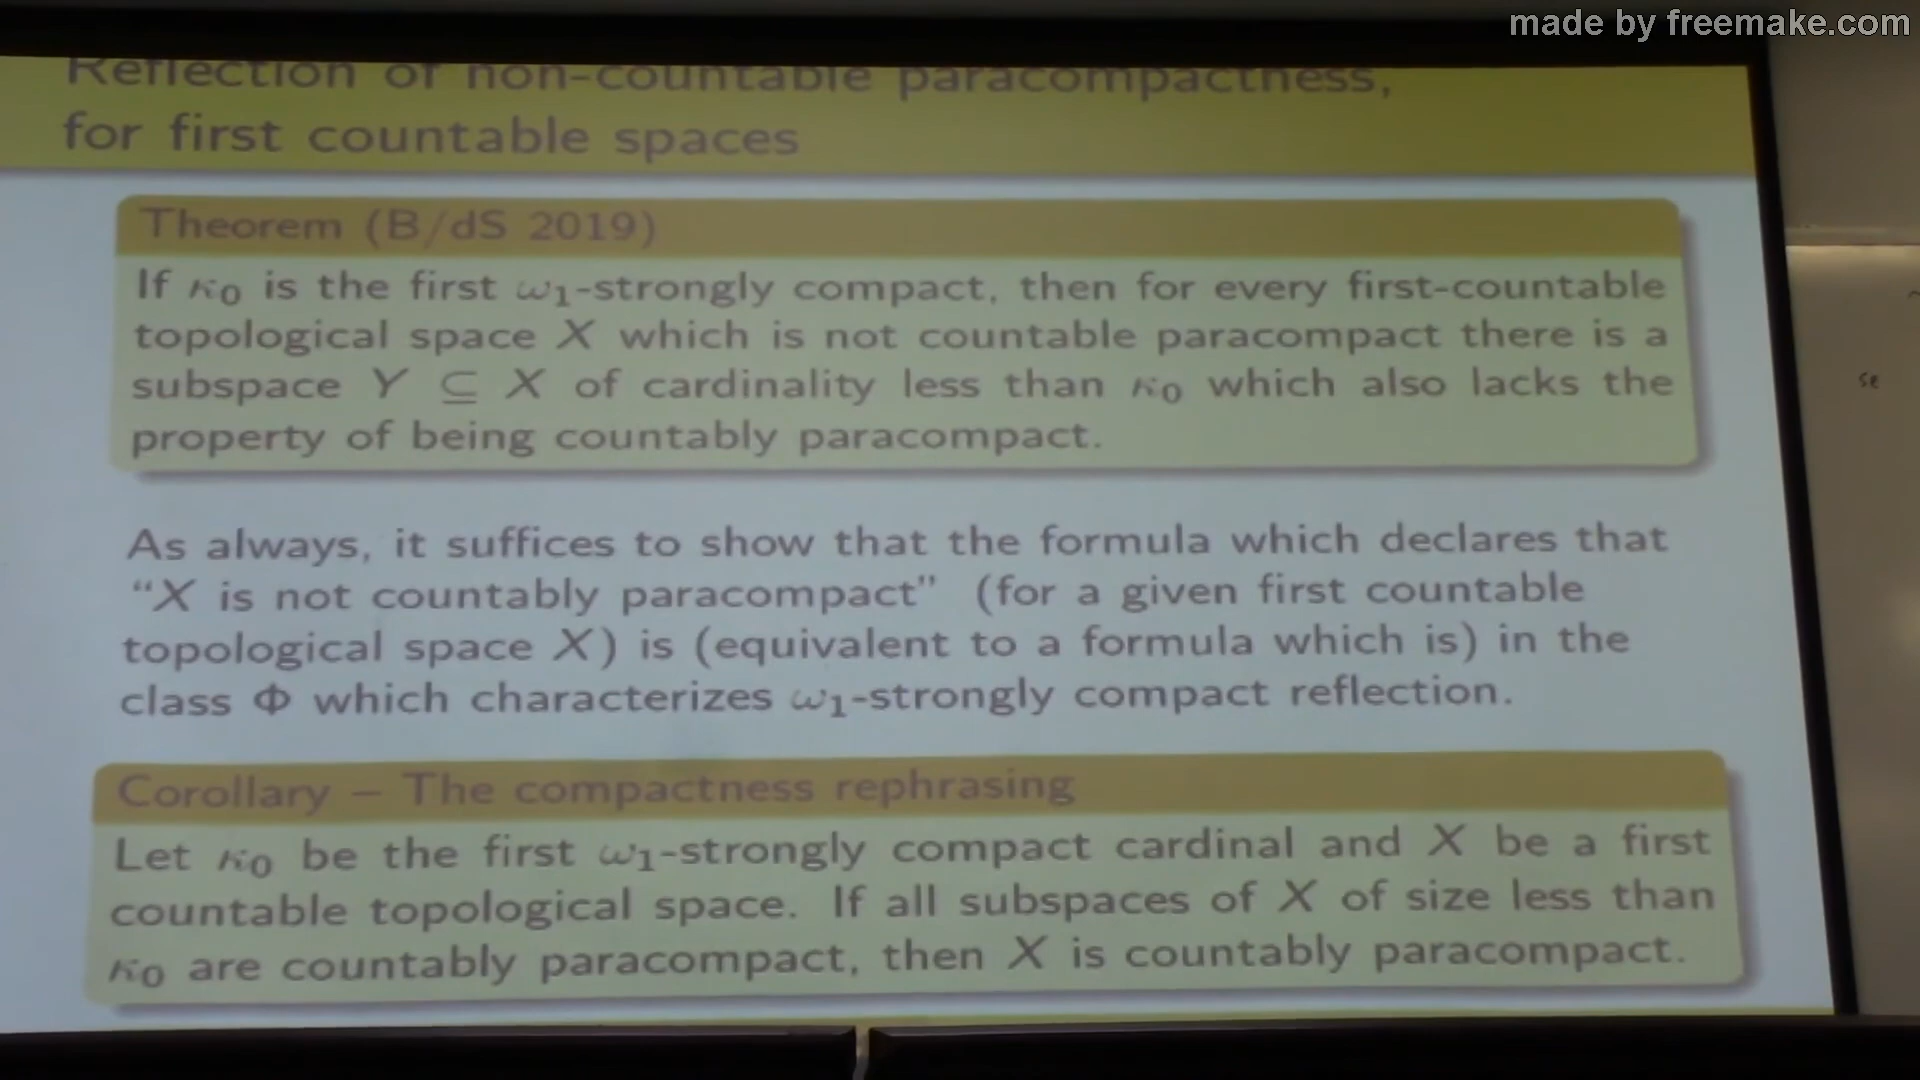 made by freemake.com
Reflection of non-countable paracompactness,
for first countable spaces
Theorem (B/dS 2019)
If κ₀ is the first ω₁-strongly compact, then for every first-countable
topological space X which is not countable paracompact there is a
subspace Y ⊆ X of cardinality less than κ₀ which also lacks the
property of being countably paracompact.
As always, it suffices to show that the formula which declares that
“X is not countably paracompact” (for a given first countable
topological space X) is (equivalent to a formula which is) in the
class Φ which characterizes ω₁-strongly compact reflection.
Corollary – The compactness rephrasing
Let κ₀ be the first ω₁-strongly compact cardinal and X be a first
countable topological space. If all subspaces of X of size less than
κ₀ are countably paracompact, then X is countably paracompact.